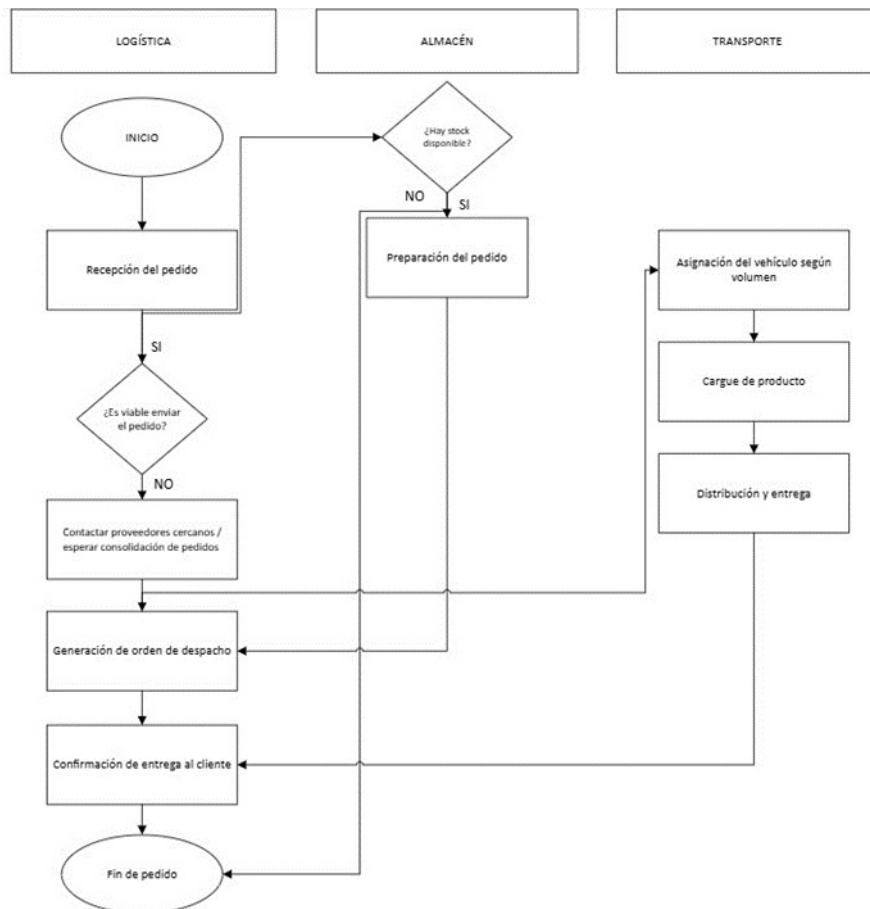 LOGÍSTICA
ALMACÉN
TRANSPORTE
INICIO
¿Hay stock
disponible?
NO
SI
Recepción del pedido
Preparación del pedido
Asignación del vehículo según
volumen
SI
Cargue de producto
¿Es viable enviar
el pedido?
NO
Distribución y entrega
Contactar proveedores cercanos /
esperar consolidación de pedidos
Generación de orden de despacho
Confirmación de entrega al cliente
Fin de pedido